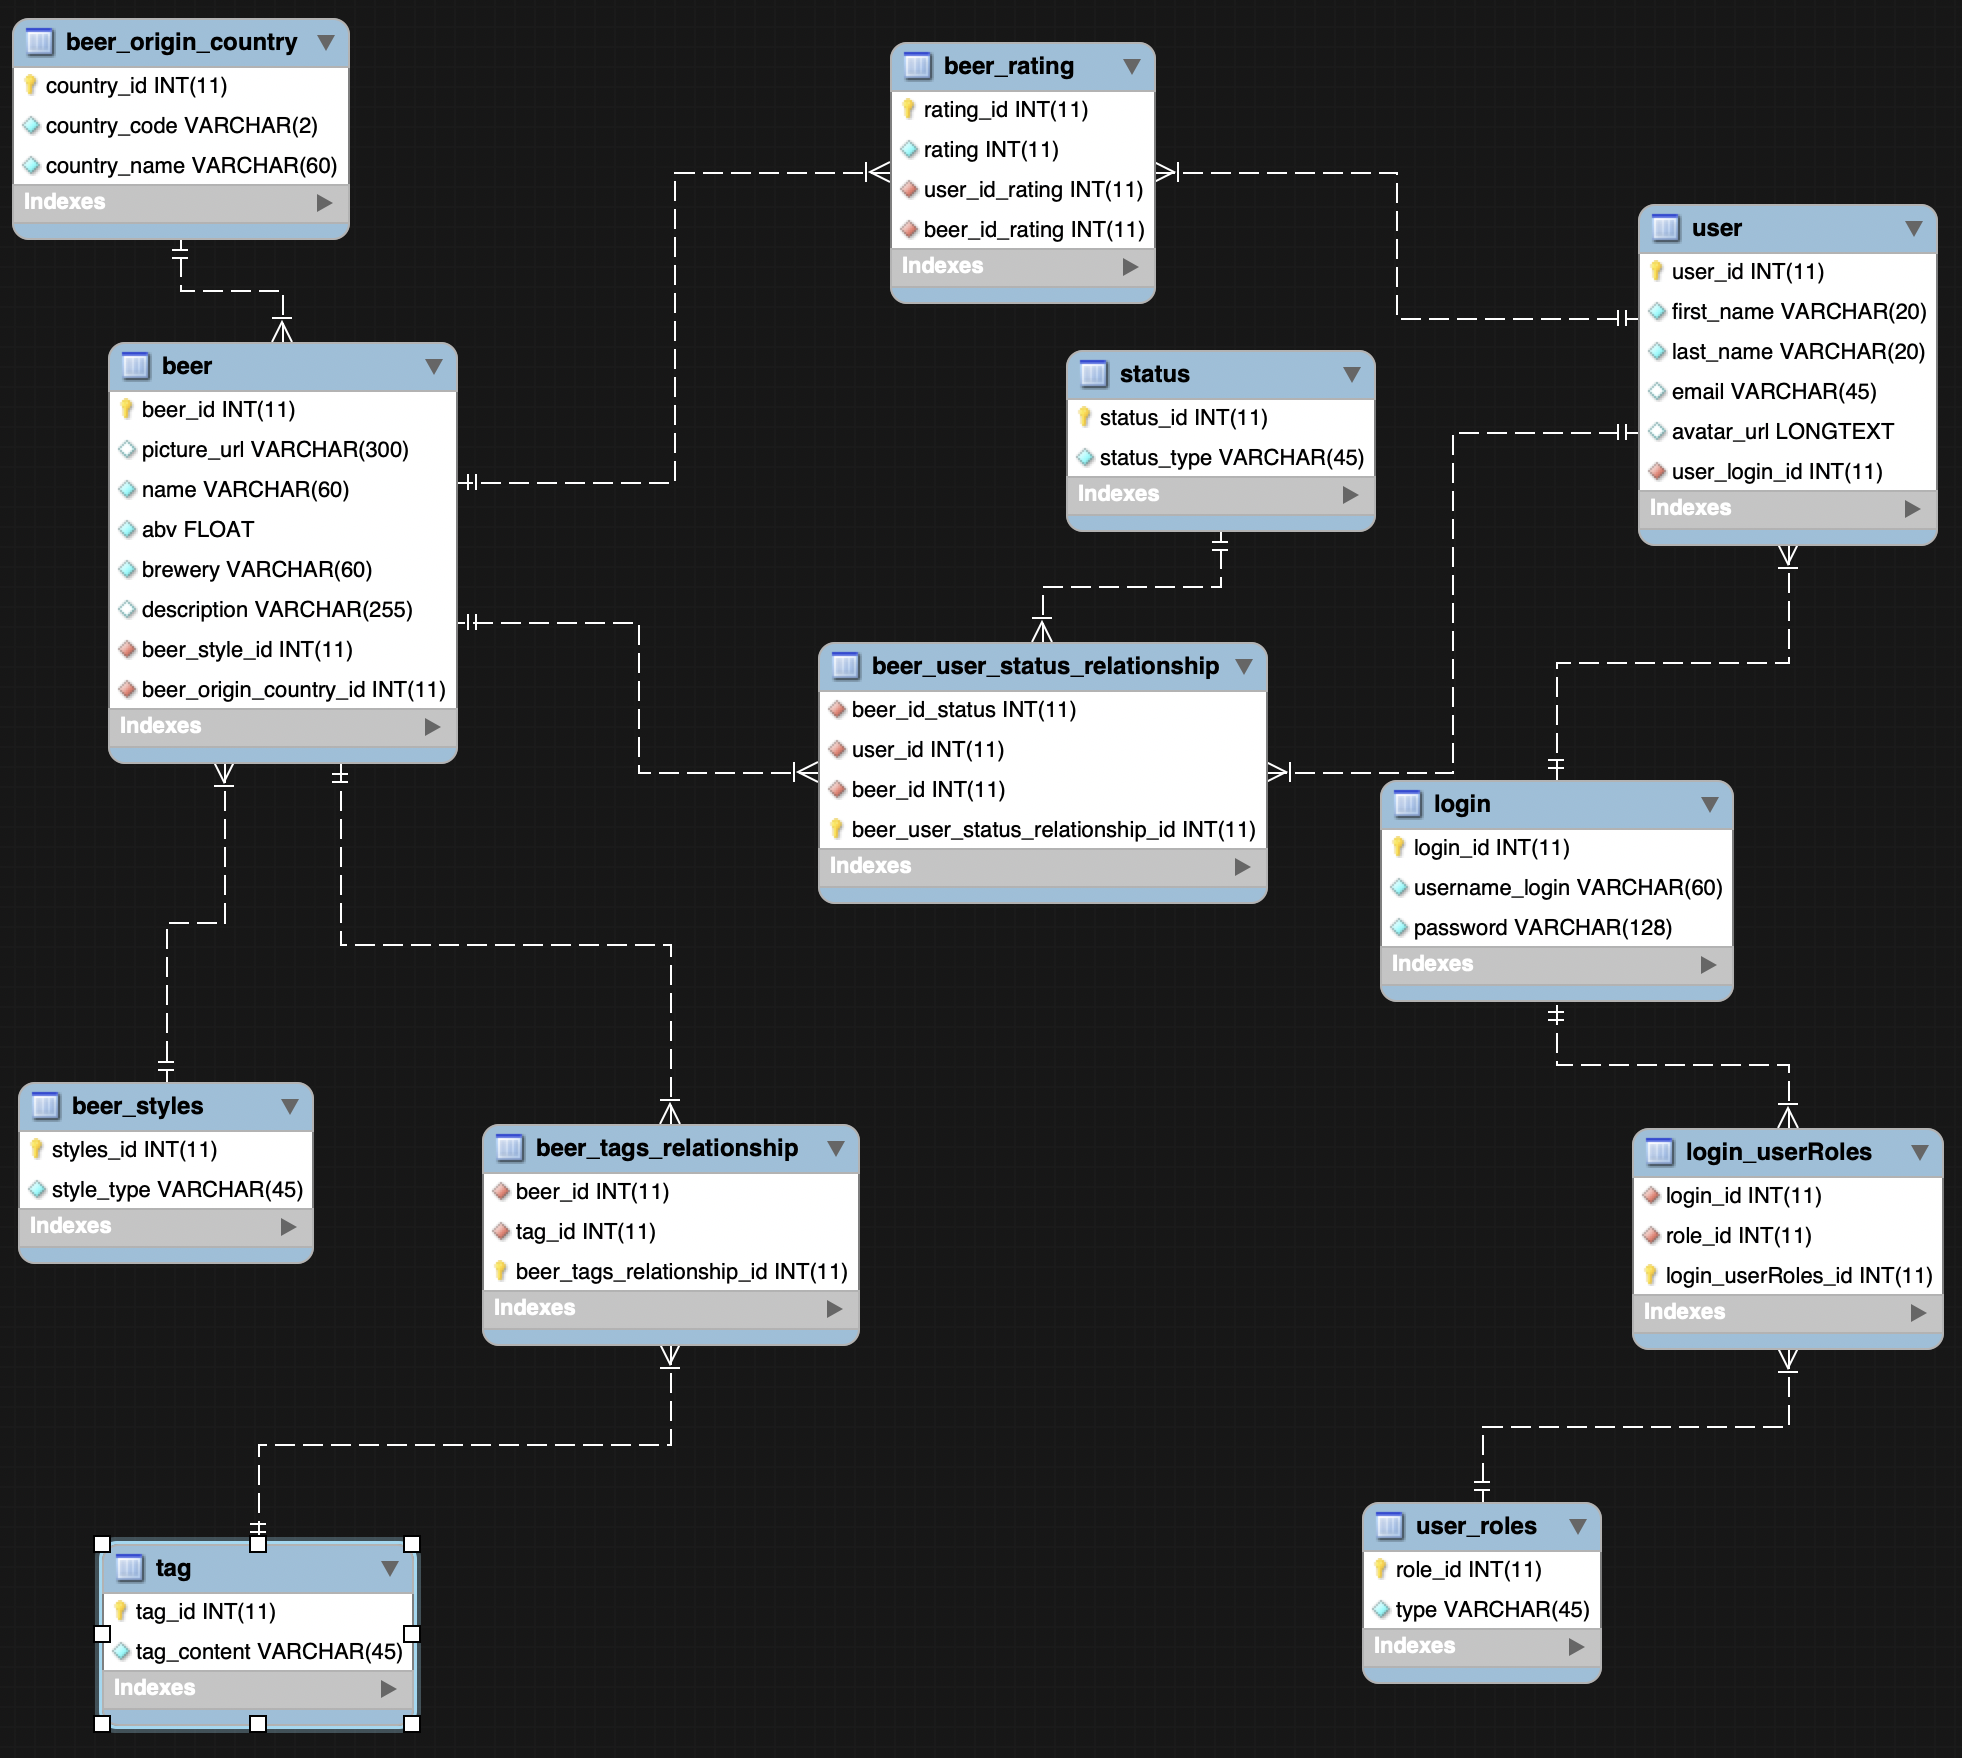 beer_origin_country
country_id INT(11)
country_code VARCHAR(2)
country_name VARCHAR(60)
Indexes
beer_rating
rating_id INT(11)
rating INT(11)
user_id_rating INT(11)
beer_id_rating INT(11)
Indexes
user
user_id INT(11)
first_name VARCHAR(20)
last_name VARCHAR(20)
email VARCHAR(45)
avatar_url LONGTEXT
user_login_id INT(11)
Indexes
beer
beer_id INT(11)
picture_url VARCHAR(300)
name VARCHAR(60)
abv FLOAT
brewery VARCHAR(60)
description VARCHAR(255)
beer_style_id INT(11)
beer_origin_country_id INT(11)
Indexes
status
status_id INT(11)
status_type VARCHAR(45)
Indexes
beer_user_status_relationship
beer_id_status INT(11)
user_id INT(11)
beer_id INT(11)
beer_user_status_relationship_id INT(11)
Indexes
login
login_id INT(11)
username_login VARCHAR(60)
password VARCHAR(128)
Indexes
beer_styles
styles_id INT(11)
style_type VARCHAR(45)
Indexes
beer_tags_relationship
beer_id INT(11)
tag_id INT(11)
beer_tags_relationship_id INT(11)
Indexes
login_userRoles
login_id INT(11)
role_id INT(11)
login_userRoles_id INT(11)
Indexes
tag
tag_id INT(11)
tag_content VARCHAR(45)
Indexes
user_roles
role_id INT(11)
type VARCHAR(45)
Indexes